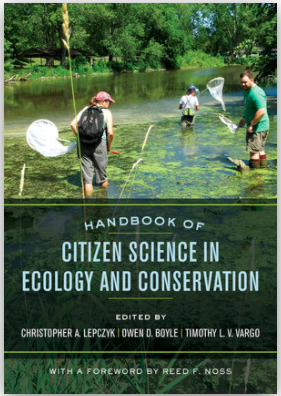 HANDBOOK OF
CITIZEN SCIENCE IN
ECOLOGY AND CONSERVATION
EDITED BY
CHRISTOPHER A. LEPCZYK | OWEN D. BOYLE | TIMOTHY L. V. VARGO
WITH A FOREWORD BY REED F. NOSS